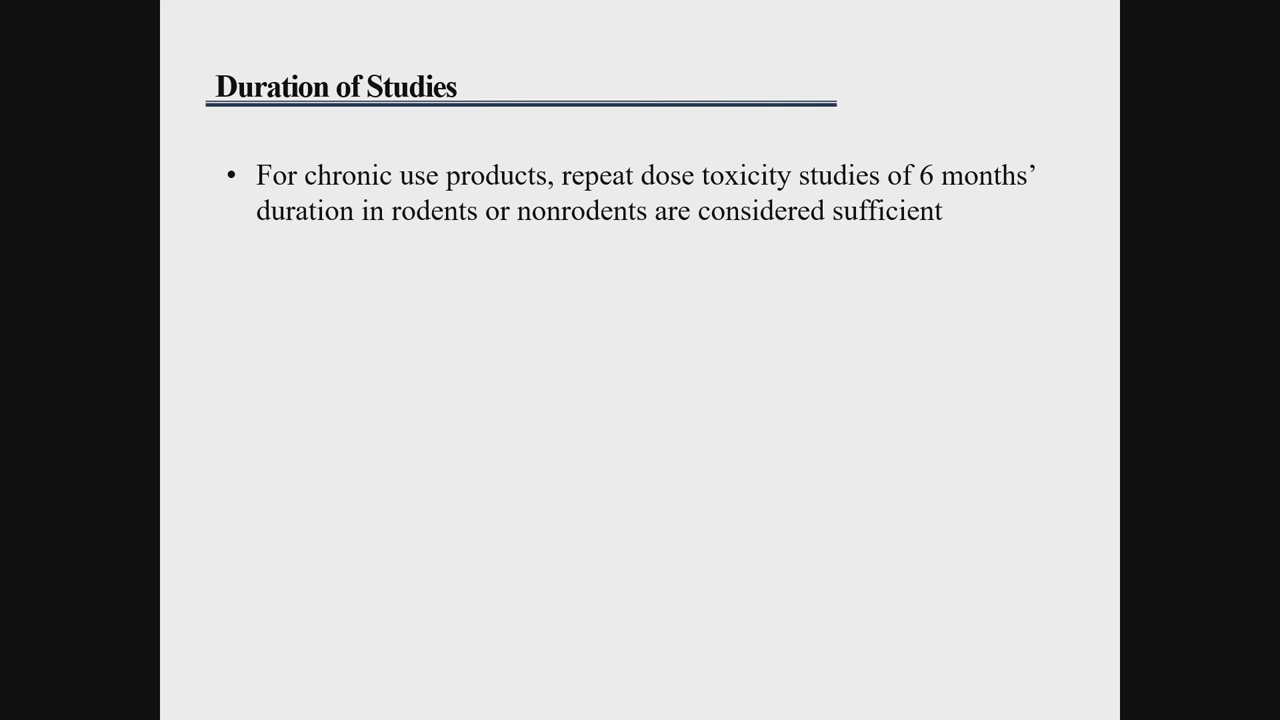 Duration of Studies
• For chronic use products, repeat dose toxicity studies of 6 months’
duration in rodents or nonrodents are considered sufficient